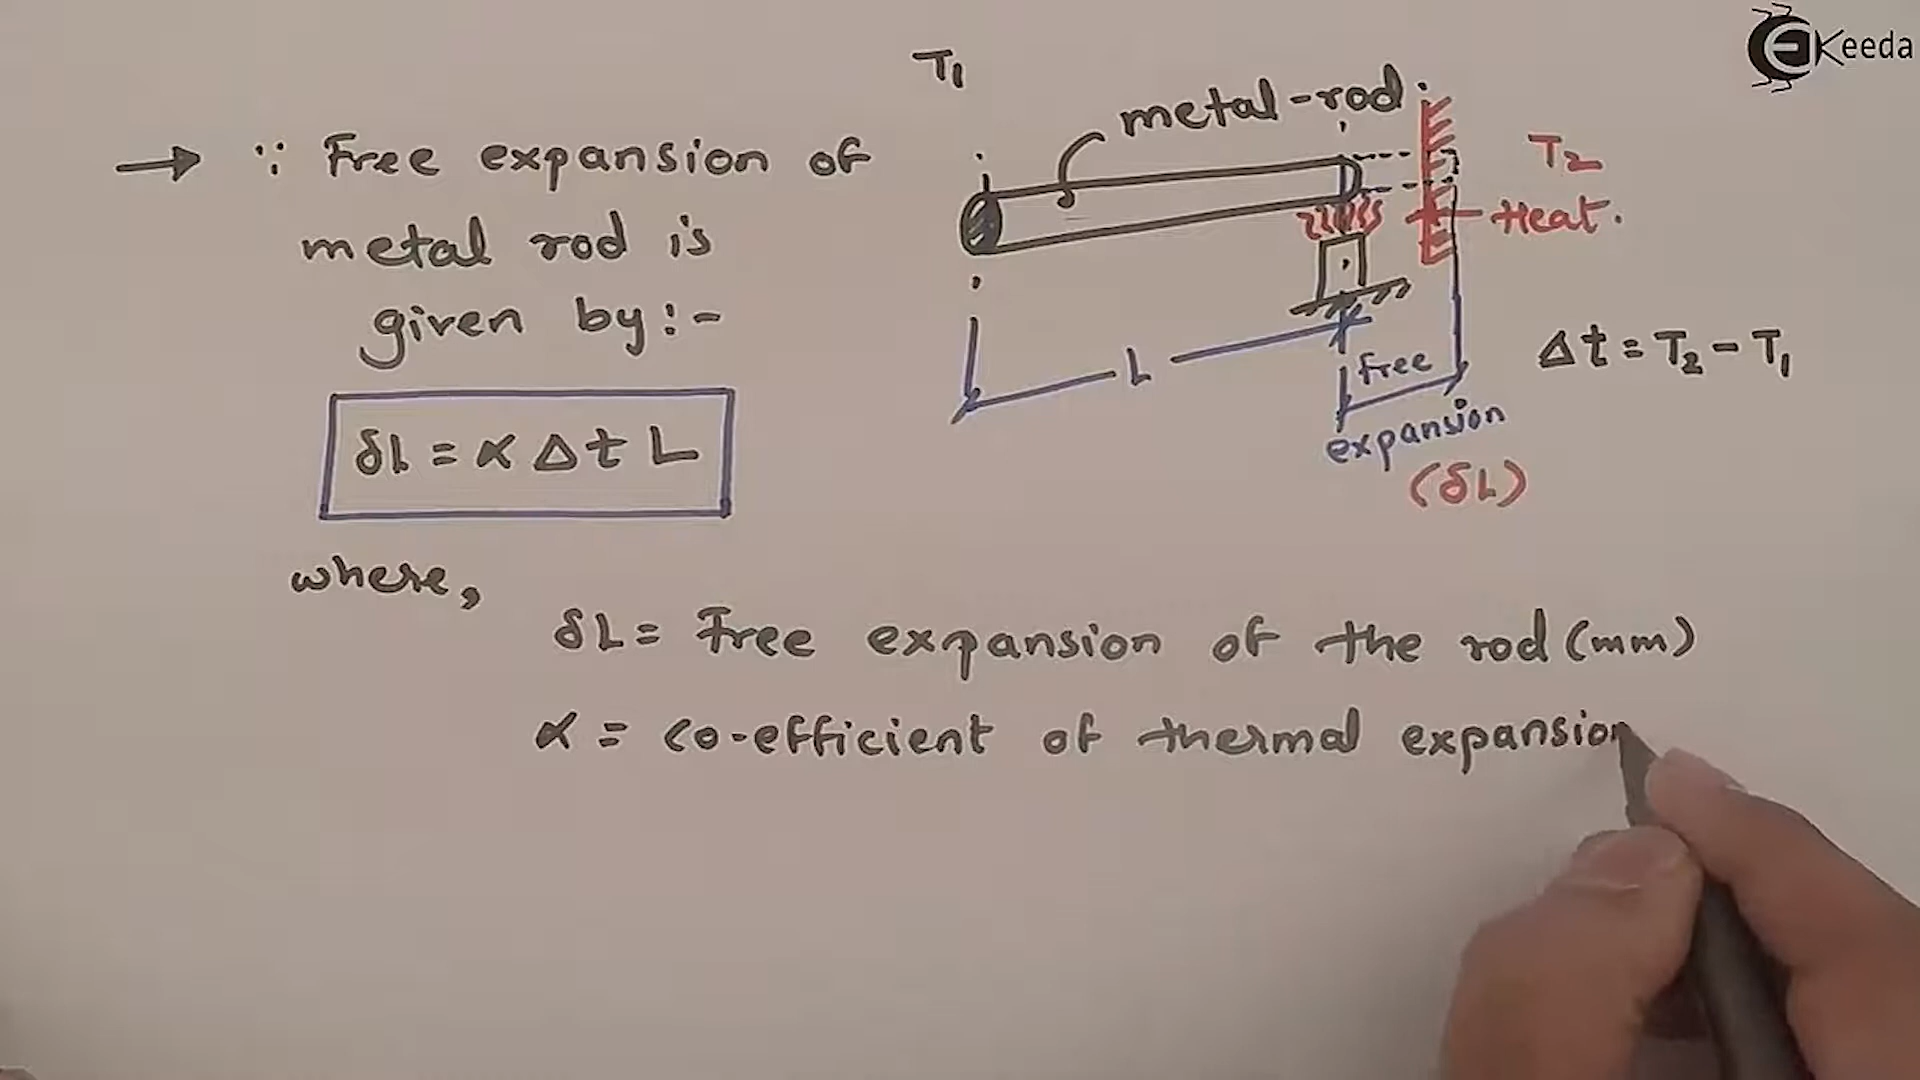 EKeeda
T₁
metal-rod.
→ ∵ Free expansion of
metal rod is
given by:-
δL = α Δt L
T₂
Heat.
L
Free
expansion
(δL)
Δt = T₂ - T₁
where,
δL = Free expansion of the rod (mm)
α = co-efficient of thermal expansion